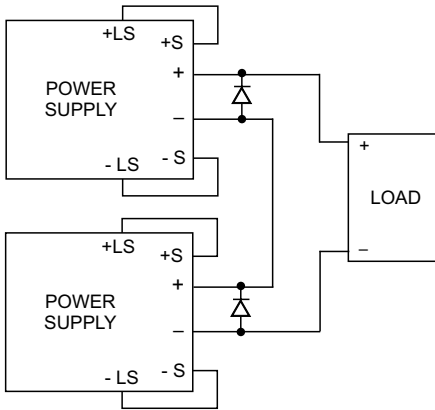 +LS
+S
+
POWER
SUPPLY
–
- S
- LS
+
LOAD
–
+LS
+S
+
POWER
SUPPLY
–
- S
- LS